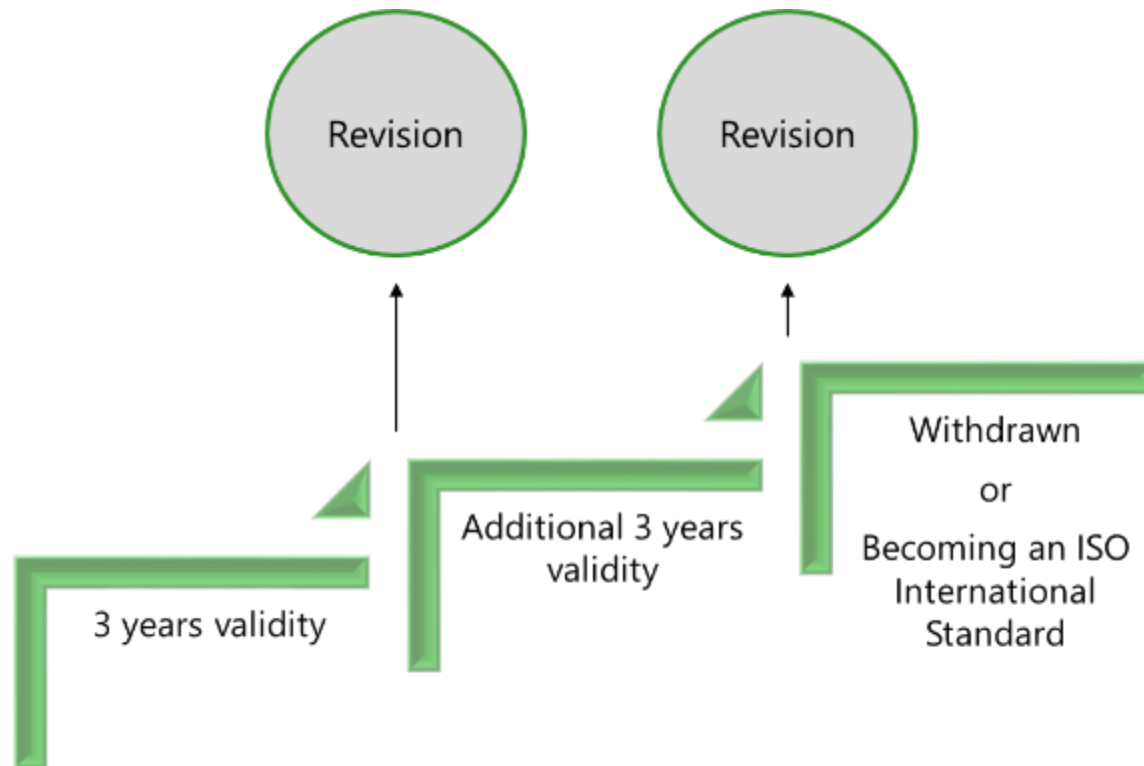 Revision
Revision
3 years validity
Additional 3 years
validity
Withdrawn
or
Becoming an ISO
International
Standard